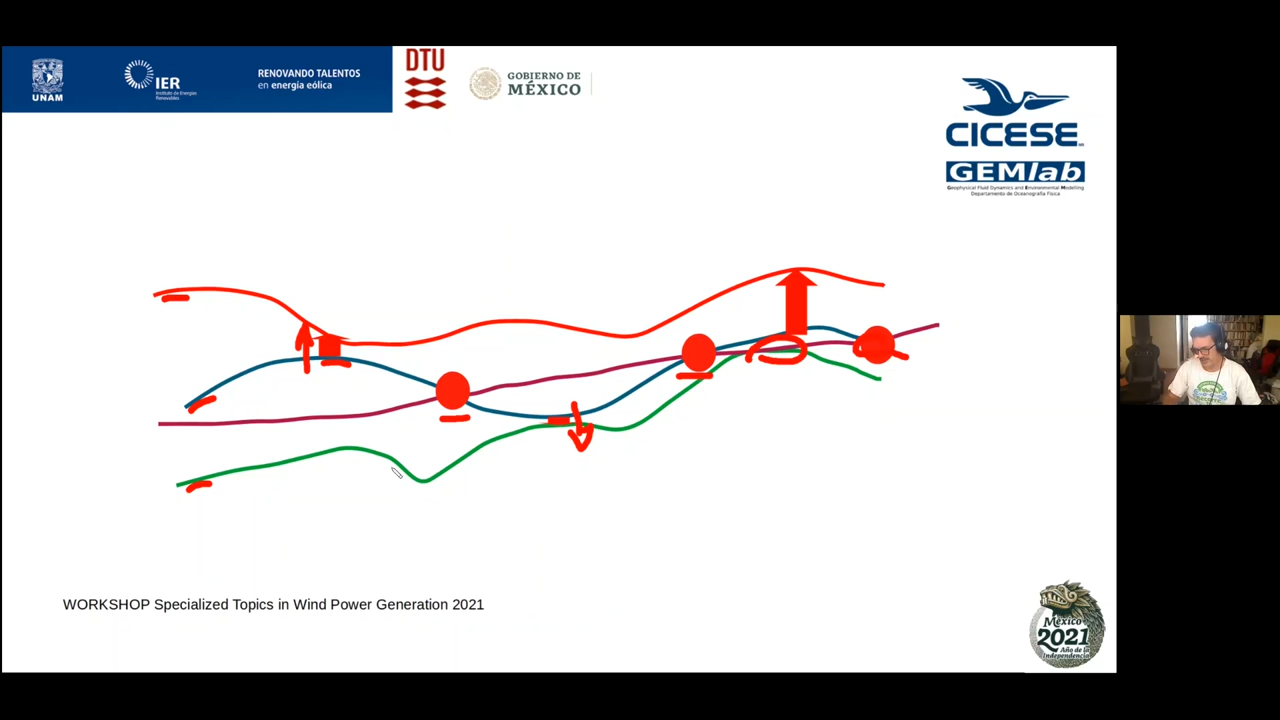 UNAM
IER
Instituto de Energías
Renovables
RENOVANDO TALENTOS
en energía eólica
DTU
GOBIERNO DE
MÉXICO
CICESE
GEMlab
Geophysical Fluid Dynamics and Environmental Modelling
Departamento de Oceanografía Física
WORKSHOP Specialized Topics in Wind Power Generation 2021
México
2021
Año de la
Independencia